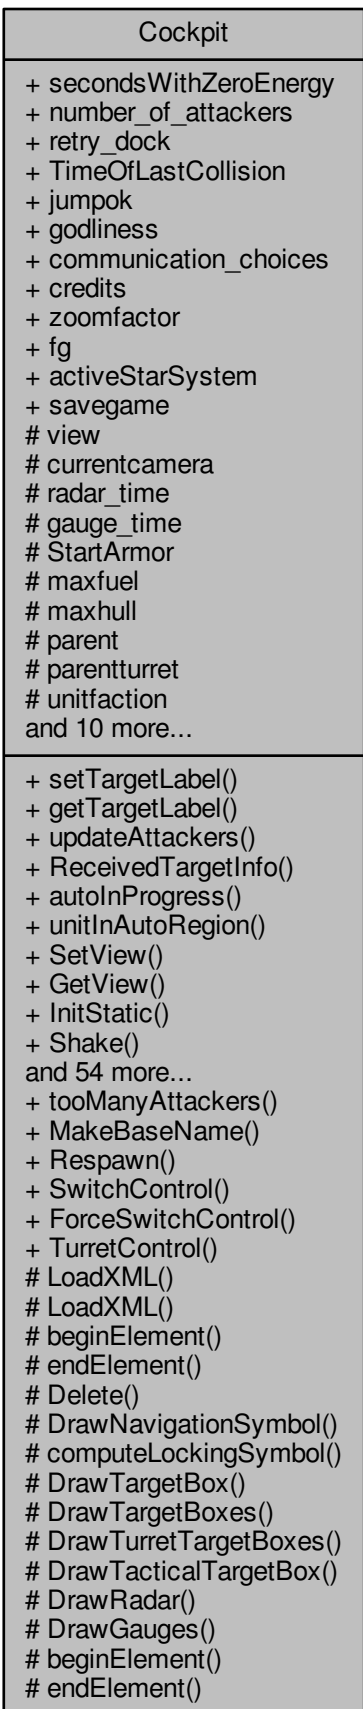 Cockpit
+ secondsWithZeroEnergy
+ number_of_attackers
+ retry_dock
+ TimeOfLastCollision
+ jumpok
+ godliness
+ communication_choices
+ credits
+ zoomfactor
+ fg
+ activeStarSystem
+ savegame
# view
# currentcamera
# radar_time
# gauge_time
# StartArmor
# maxfuel
# maxhull
# parent
# parentturret
# unitfaction
and 10 more...
+ setTargetLabel()
+ getTargetLabel()
+ updateAttackers()
+ ReceivedTargetInfo()
+ autoInProgress()
+ unitInAutoRegion()
+ SetView()
+ GetView()
+ InitStatic()
+ Shake()
and 54 more...
+ tooManyAttackers()
+ MakeBaseName()
+ Respawn()
+ SwitchControl()
+ ForceSwitchControl()
+ TurretControl()
# LoadXML()
# LoadXML()
# beginElement()
# endElement()
# Delete()
# DrawNavigationSymbol()
# computeLockingSymbol()
# DrawTargetBox()
# DrawTargetBoxes()
# DrawTurretTargetBoxes()
# DrawTacticalTargetBox()
# DrawRadar()
# DrawGauges()
# beginElement()
# endElement()